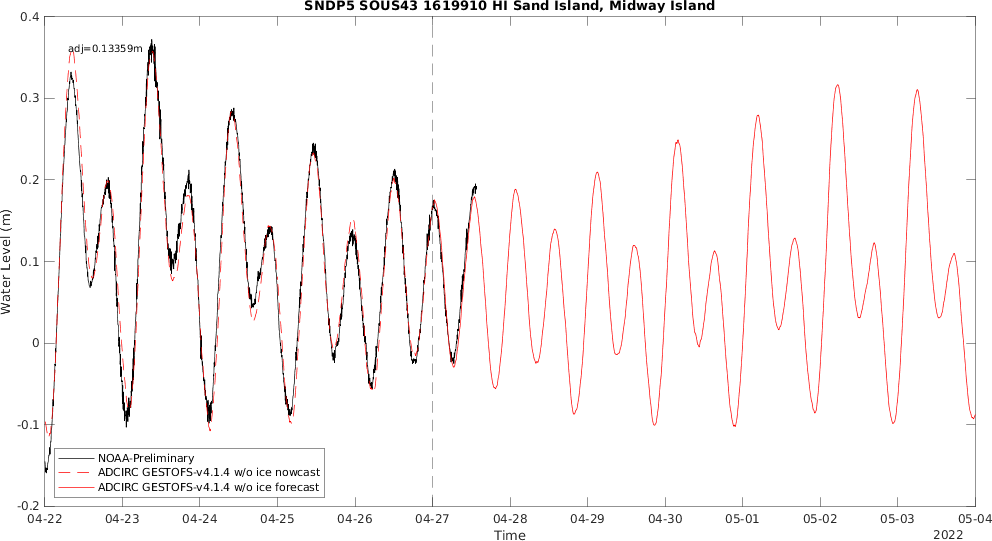 SNDP5 SOUS43 1619910 HI Sand Island, Midway Island
0.4
adj=0.13359m
0.3
0.2
0.1
0
-0.1
-0.2
Water Level (m)
NOAA-Preliminary
ADCIRC GESTOFS-v4.1.4 w/o ice nowcast
ADCIRC GESTOFS-v4.1.4 w/o ice forecast
04-22 04-23 04-24 04-25 04-26 04-27 04-28 04-29 04-30 05-01 05-02 05-03 05-04
Time
2022